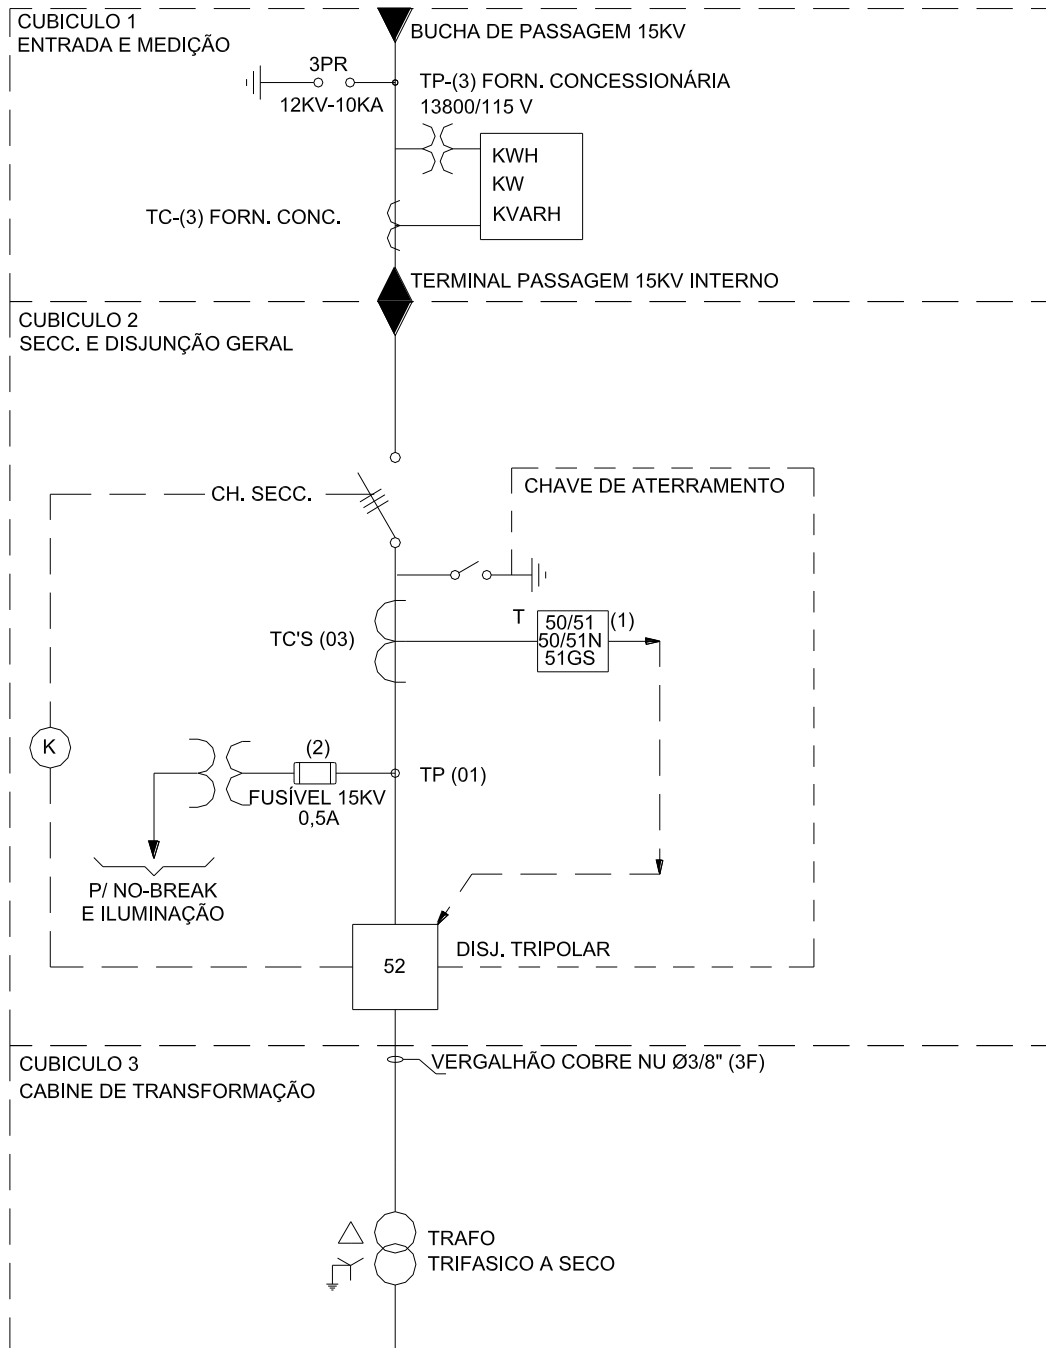 CUBICULO 1
ENTRADA E MEDIÇÃO
BUCHA DE PASSAGEM 15KV
3PR
12KV-10KA
TP-(3) FORN. CONCESSIONÁRIA
13800/115 V
KWH
KW
KVARH
TC-(3) FORN. CONC.
TERMINAL PASSAGEM 15KV INTERNO
CUBICULO 2
SECC. E DISJUNÇÃO GERAL
CH. SECC.
CHAVE DE ATERRAMENTO
TC'S (03)
T
50/51
50/51N
51GS
(1)
K
(2)
FUSÍVEL 15KV
0,5A
TP (01)
P/ NO-BREAK
E ILUMINAÇÃO
52
DISJ. TRIPOLAR
CUBICULO 3
CABINE DE TRANSFORMAÇÃO
VERGALHÃO COBRE NU Ø3/8" (3F)
TRAFO
TRIFASICO A SECO